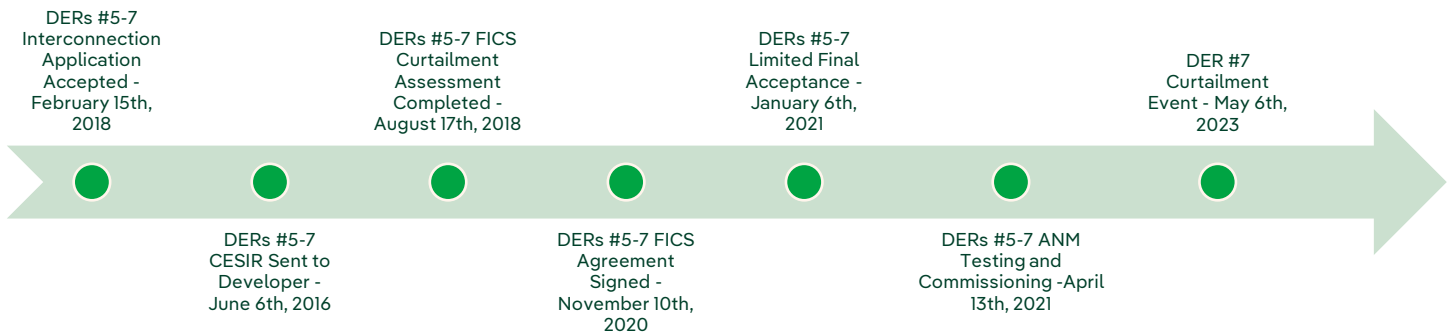 DERs #5-7
Interconnection
Application
Accepted -
February 15th,
2018
DERs #5-7
CESIR Sent to
Developer -
June 6th, 2016
DERs #5-7 FICS
Curtailment
Assessment
Completed -
August 17th, 2018
DERs #5-7 FICS
Agreement
Signed -
November 10th,
2020
DERs #5-7
Limited Final
Acceptance -
January 6th,
2021
DERs #5-7 ANM
Testing and
Commissioning -April
13th, 2021
DER #7
Curtailment
Event - May 6th,
2023